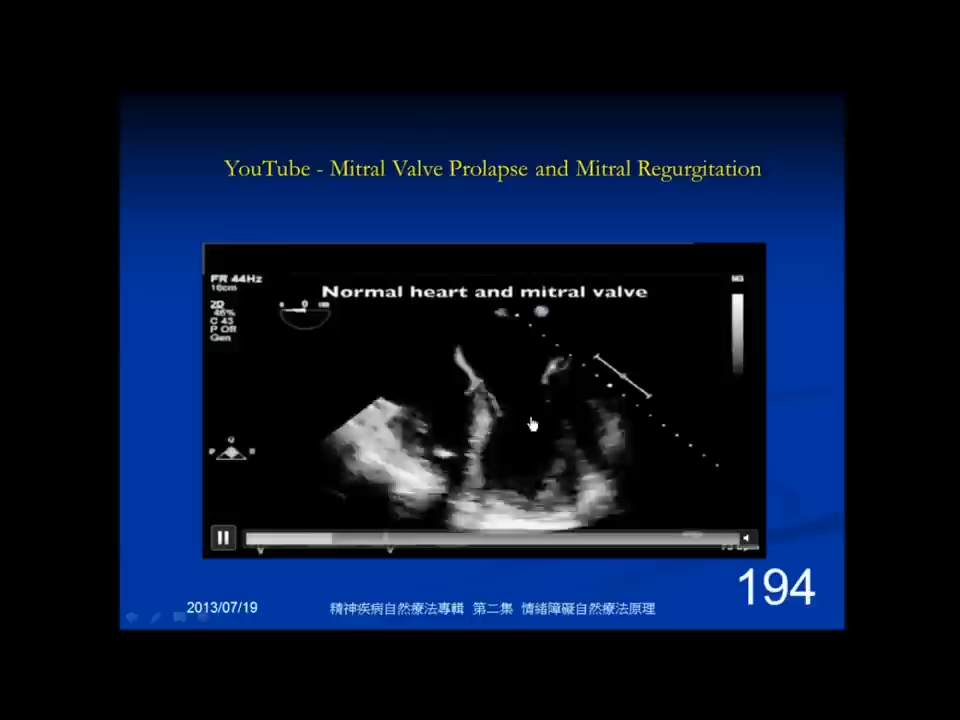 YouTube - Mitral Valve Prolapse and Mitral Regurgitation
FR 44Hz
16cm
Normal heart and mitral valve
M3
2D
46%
C 43
P Off
Gen
194
2013/07/19
精神疾病自然療法專輯 第二集 情緒障礙自然療法原理